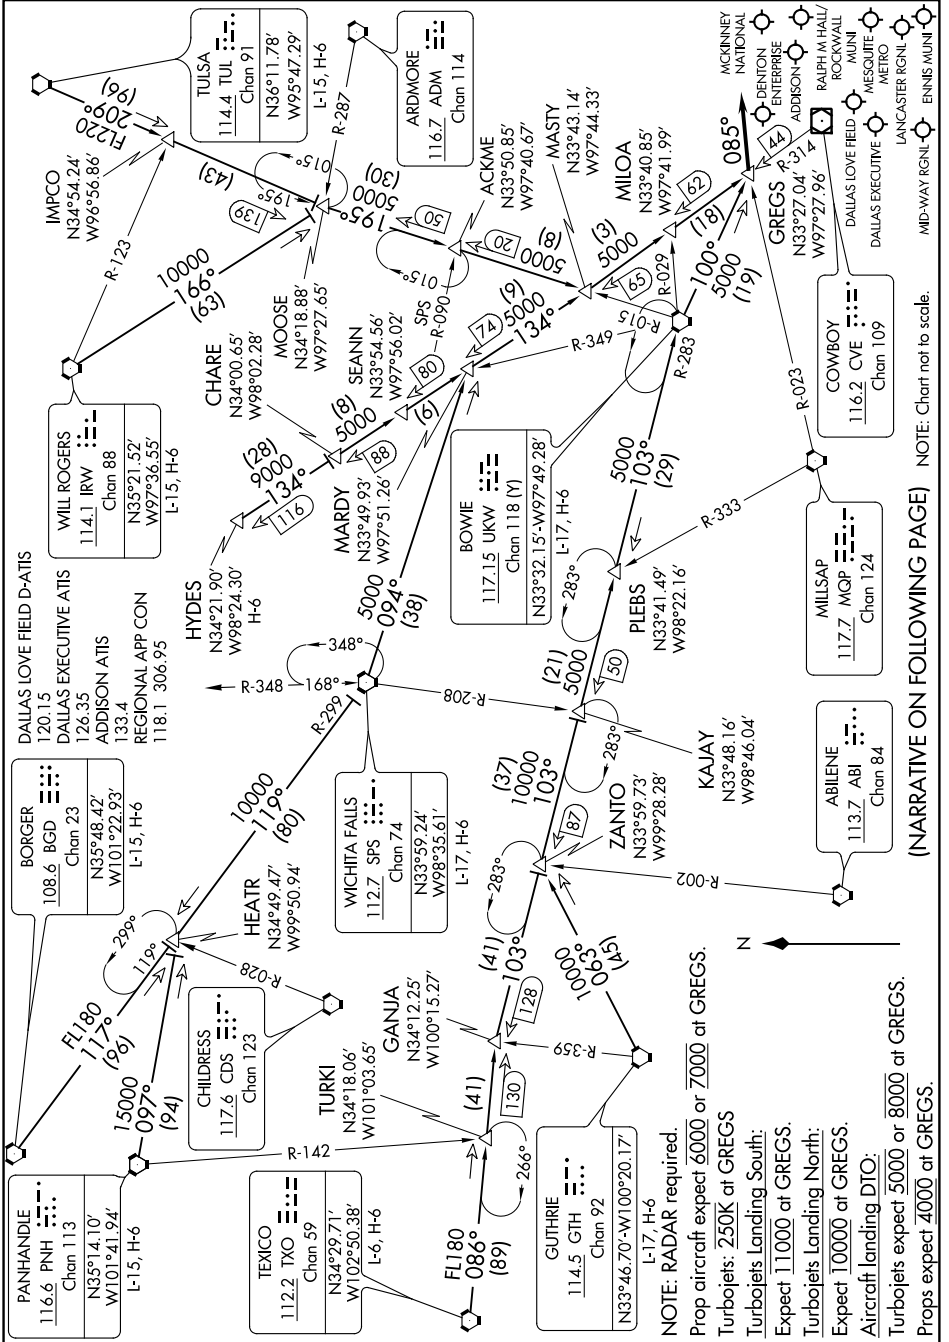 DALLAS LOVE FIELD D-ATIS
120.15
DALLAS EXECUTIVE ATIS
126.35
ADDISON ATIS
133.4
REGIONAL APP CON
118.1 306.95
BORGER
108.6 BGD
Chan 23
N35°48.42'
W101°22.93'
L-15, H-6
PANHANDLE
116.6 PNH
Chan 113
N35°14.10'
W101°41.94'
L-15, H-6
FL180
117°
(96)
15000
097°
(94)
299°
119°
HEATR
N34°49.47'
W99°50.94'
R-028
CHILDRESS
117.6 CDS
Chan 123
10000
119°
(80)
R-299
R-348
168°
348°
WICHITA FALLS
112.7 SPS
Chan 74
N33°59.24'
W98°35.61'
L-17, H-6
5000
094°
(38)
R-208
WILL ROGERS
114.1 IRW
Chan 88
N35°21.52'
W97°36.55'
L-15, H-6
R-123
10000
199°
(93)
TULSA
114.4 TUL
Chan 91
N36°11.78'
W95°47.29'
L-15, H-6
FL220
209°
(96)
IMPCO
N34°54.24'
W96°56.86'
(43)
139
195°
015°
R-287
ARDMORE
116.7 ADM
Chan 114
MOOSE
N34°18.88'
W97°27.65'
195°
5000
(30)
50
015°
ACKME
N33°50.85'
W97°40.67'
SPS
R-090
20
5000
(8)
MASTY
N33°43.14'
W97°44.33'
HYDES
N34°21.90'
W98°24.30'
H-6
116
(28)
9000
134°
CHARE
N34°00.65'
W98°02.28'
88
(8)
5000
SEANN
N33°54.56'
W97°56.02'
80
(6)
MARDY
N33°49.93'
W97°51.26'
74
(9)
5000
134°
65
(3)
5000
MILOA
N33°40.85'
W97°41.99'
62
(18)
R-349
R-015
R-029
R-283
BOWIE
117.15 UKW
Chan 118 (Y)
N33°32.15'-W97°49.28'
L-17, H-6
100°
5000
(19)
GREGS
N33°27.04'
W97°27.96'
085°
44
R-314
COWBOY
116.2 CVE
Chan 109
R-023
R-333
MILLSAP
117.7 MQP
Chan 124
5000
103°
(29)
283°
PLEBS
N33°41.49'
W98°22.16'
(21)
5000
50
283°
KAJAY
N33°48.16'
W98°46.04'
(37)
10000
103°
87
ZANTO
N33°59.73'
W99°28.28'
283°
R-002
ABILENE
113.7 ABI
Chan 84
(41)
103°
128
10000
063°
(45)
GANJA
N34°12.25'
W100°15.27'
R-359
GUTHRIE
114.5 GTH
Chan 92
N33°46.70'-W100°20.17'
L-17, H-6
(41)
130
TURKI
N34°18.06'
W101°03.65'
R-142
266°
FL180
086°
(89)
TEXICO
112.2 TXO
Chan 59
N34°29.71'
W102°50.38'
L-6, H-6
MCKINNEY
NATIONAL
DENTON
ENTERPRISE
ADDISON
RALPH M HALL/
ROCKWALL
MUNI
DALLAS LOVE FIELD
MESQUITE
METRO
DALLAS EXECUTIVE
LANCASTER RGNL
MID-WAY RGNL
ENNIS MUNI
N
NOTE: RADAR required.
Prop aircraft expect 6000 or 7000 at GREGS.
Turbojets: 250K at GREGS
Turbojets Landing South:
Expect 11000 at GREGS.
Turbojets Landing North:
Expect 10000 at GREGS.
Aircraft landing DTO:
Turbojets expect 5000 or 8000 at GREGS.
Props expect 4000 at GREGS.
(NARRATIVE ON FOLLOWING PAGE)
NOTE: Chart not to scale.